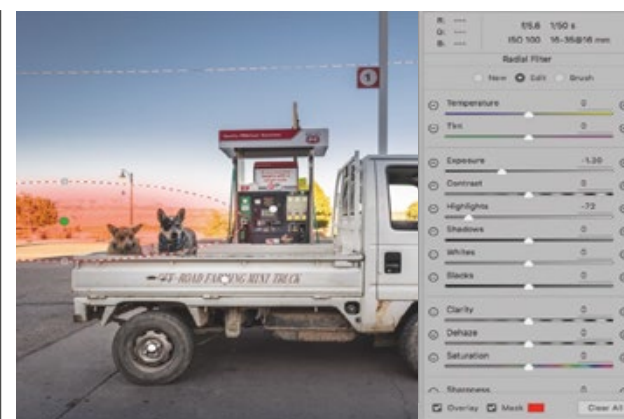 R: ---
G: ---
B: ---
f/5.6 1/50 s
ISO 100 16-35@16 mm
Radial Filter
New Edit Brush
Temperature 0
Tint 0
Exposure -1.30
Contrast 0
Highlights -72
Shadows 0
Whites 0
Blacks 0
Clarity 0
Dehaze 0
Saturation 0
Sharpness 0
Overlay Mask Clear All
1
OFF-ROAD FARMING MINI TRUCK